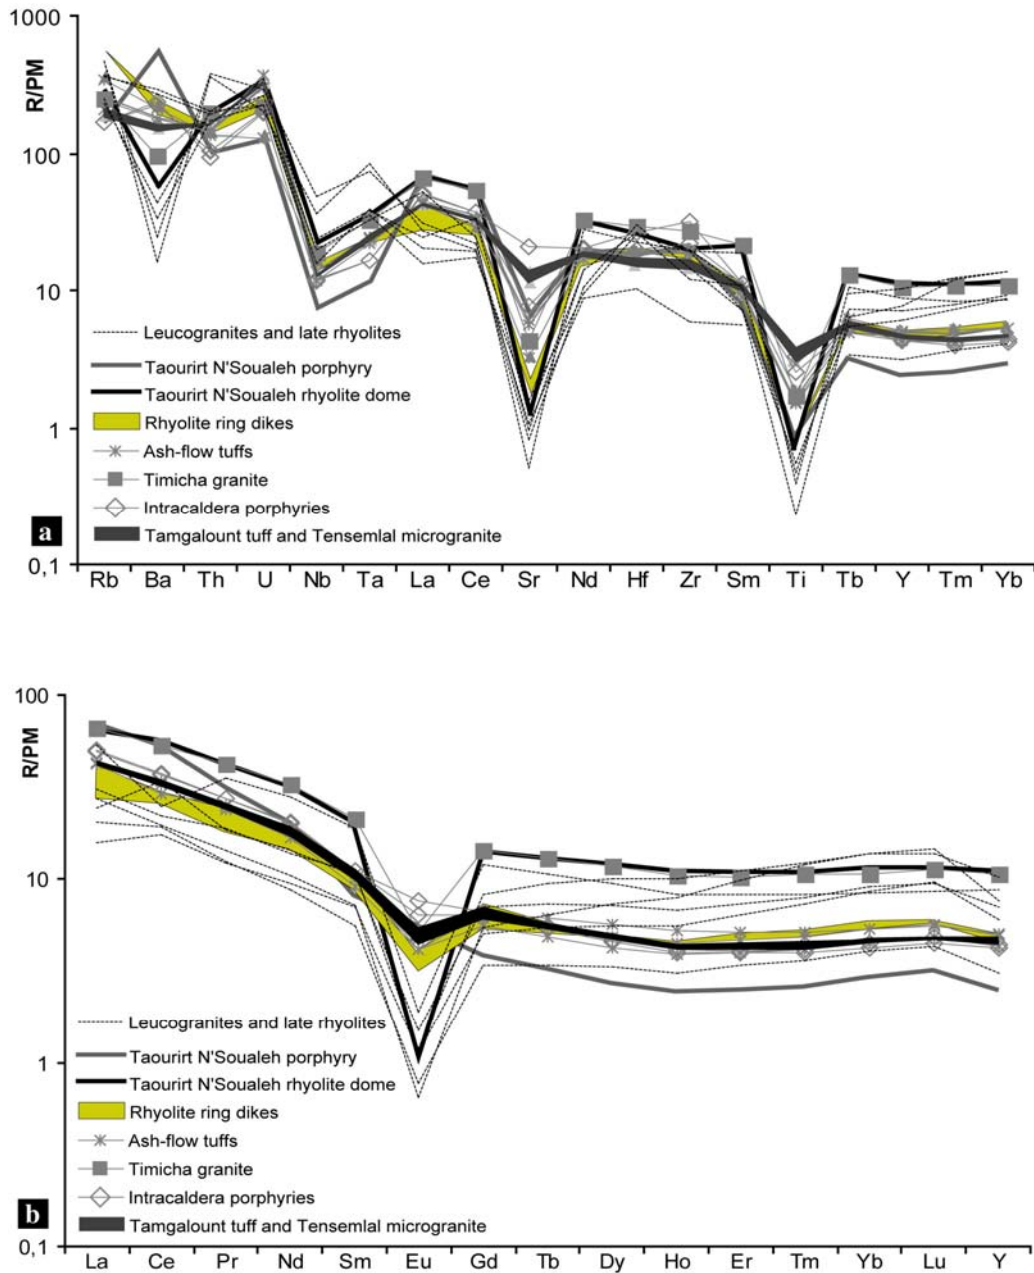 1000
R/PM
100
10
1
0,1
Leucogranites and late rhyolites
Taourirt N'Soualeh porphyry
Taourirt N'Soualeh rhyolite dome
Rhyolite ring dikes
Ash-flow tuffs
Timicha granite
Intracaldera porphyries
Tamgalount tuff and Tensemlal microgranite
a
Rb Ba Th U Nb Ta La Ce Sr Nd Hf Zr Sm Ti Tb Y Tm Yb
100
R/PM
10
1
0,1
Leucogranites and late rhyolites
Taourirt N'Soualeh porphyry
Taourirt N'Soualeh rhyolite dome
Rhyolite ring dikes
Ash-flow tuffs
Timicha granite
Intracaldera porphyries
Tamgalount tuff and Tensemlal microgranite
b
La Ce Pr Nd Sm Eu Gd Tb Dy Ho Er Tm Yb Lu Y